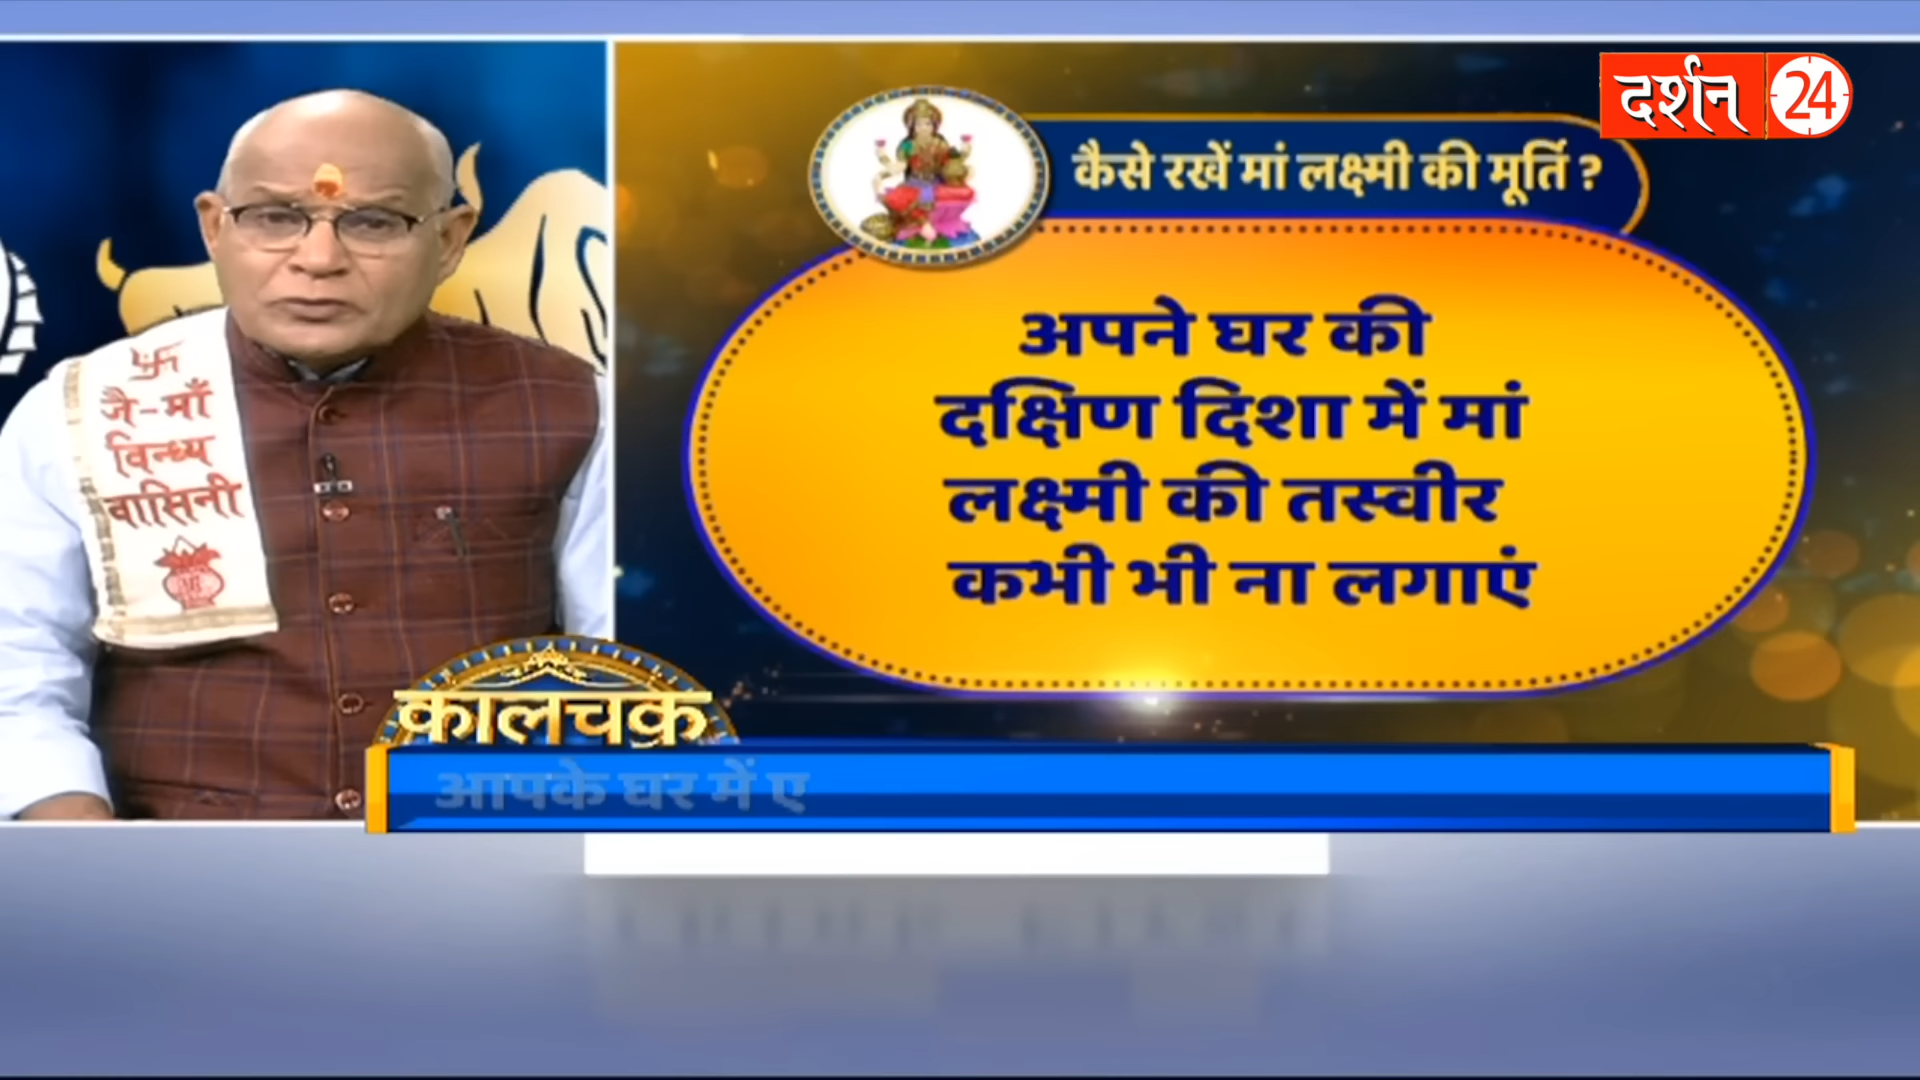 दर्शन 24
कैसे रखें मां लक्ष्मी की मूर्ति ?
अपने घर की
दक्षिण दिशा में मां
लक्ष्मी की तस्वीर
कभी भी ना लगाएं
जै-माँ
विन्ध्य
वासिनी
कालचक्र
आपके घर में ए